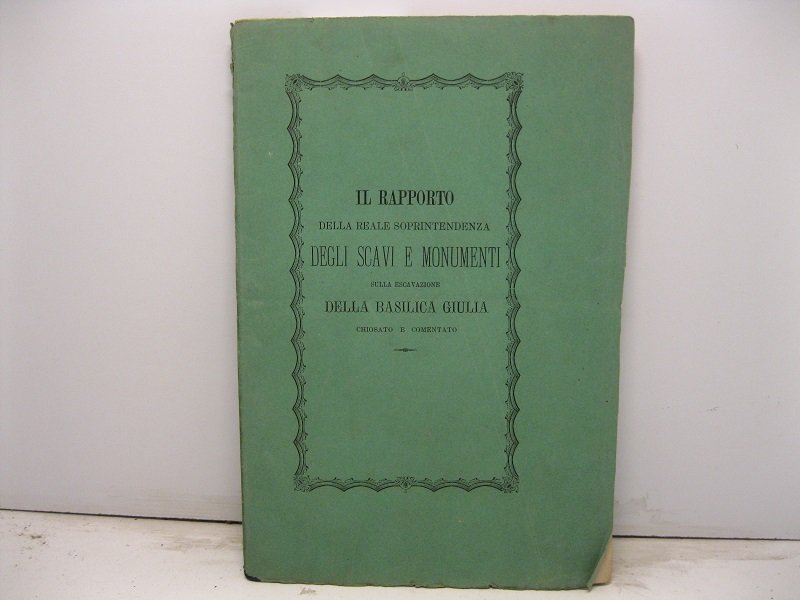 IL RAPPORTO
DELLA REALE SOPRINTENDENZA
DEGLI SCAVI E MONUMENTI
SULLA ESCAVAZIONE
DELLA BASILICA GIULIA
CHIOSATO E COMENTATO